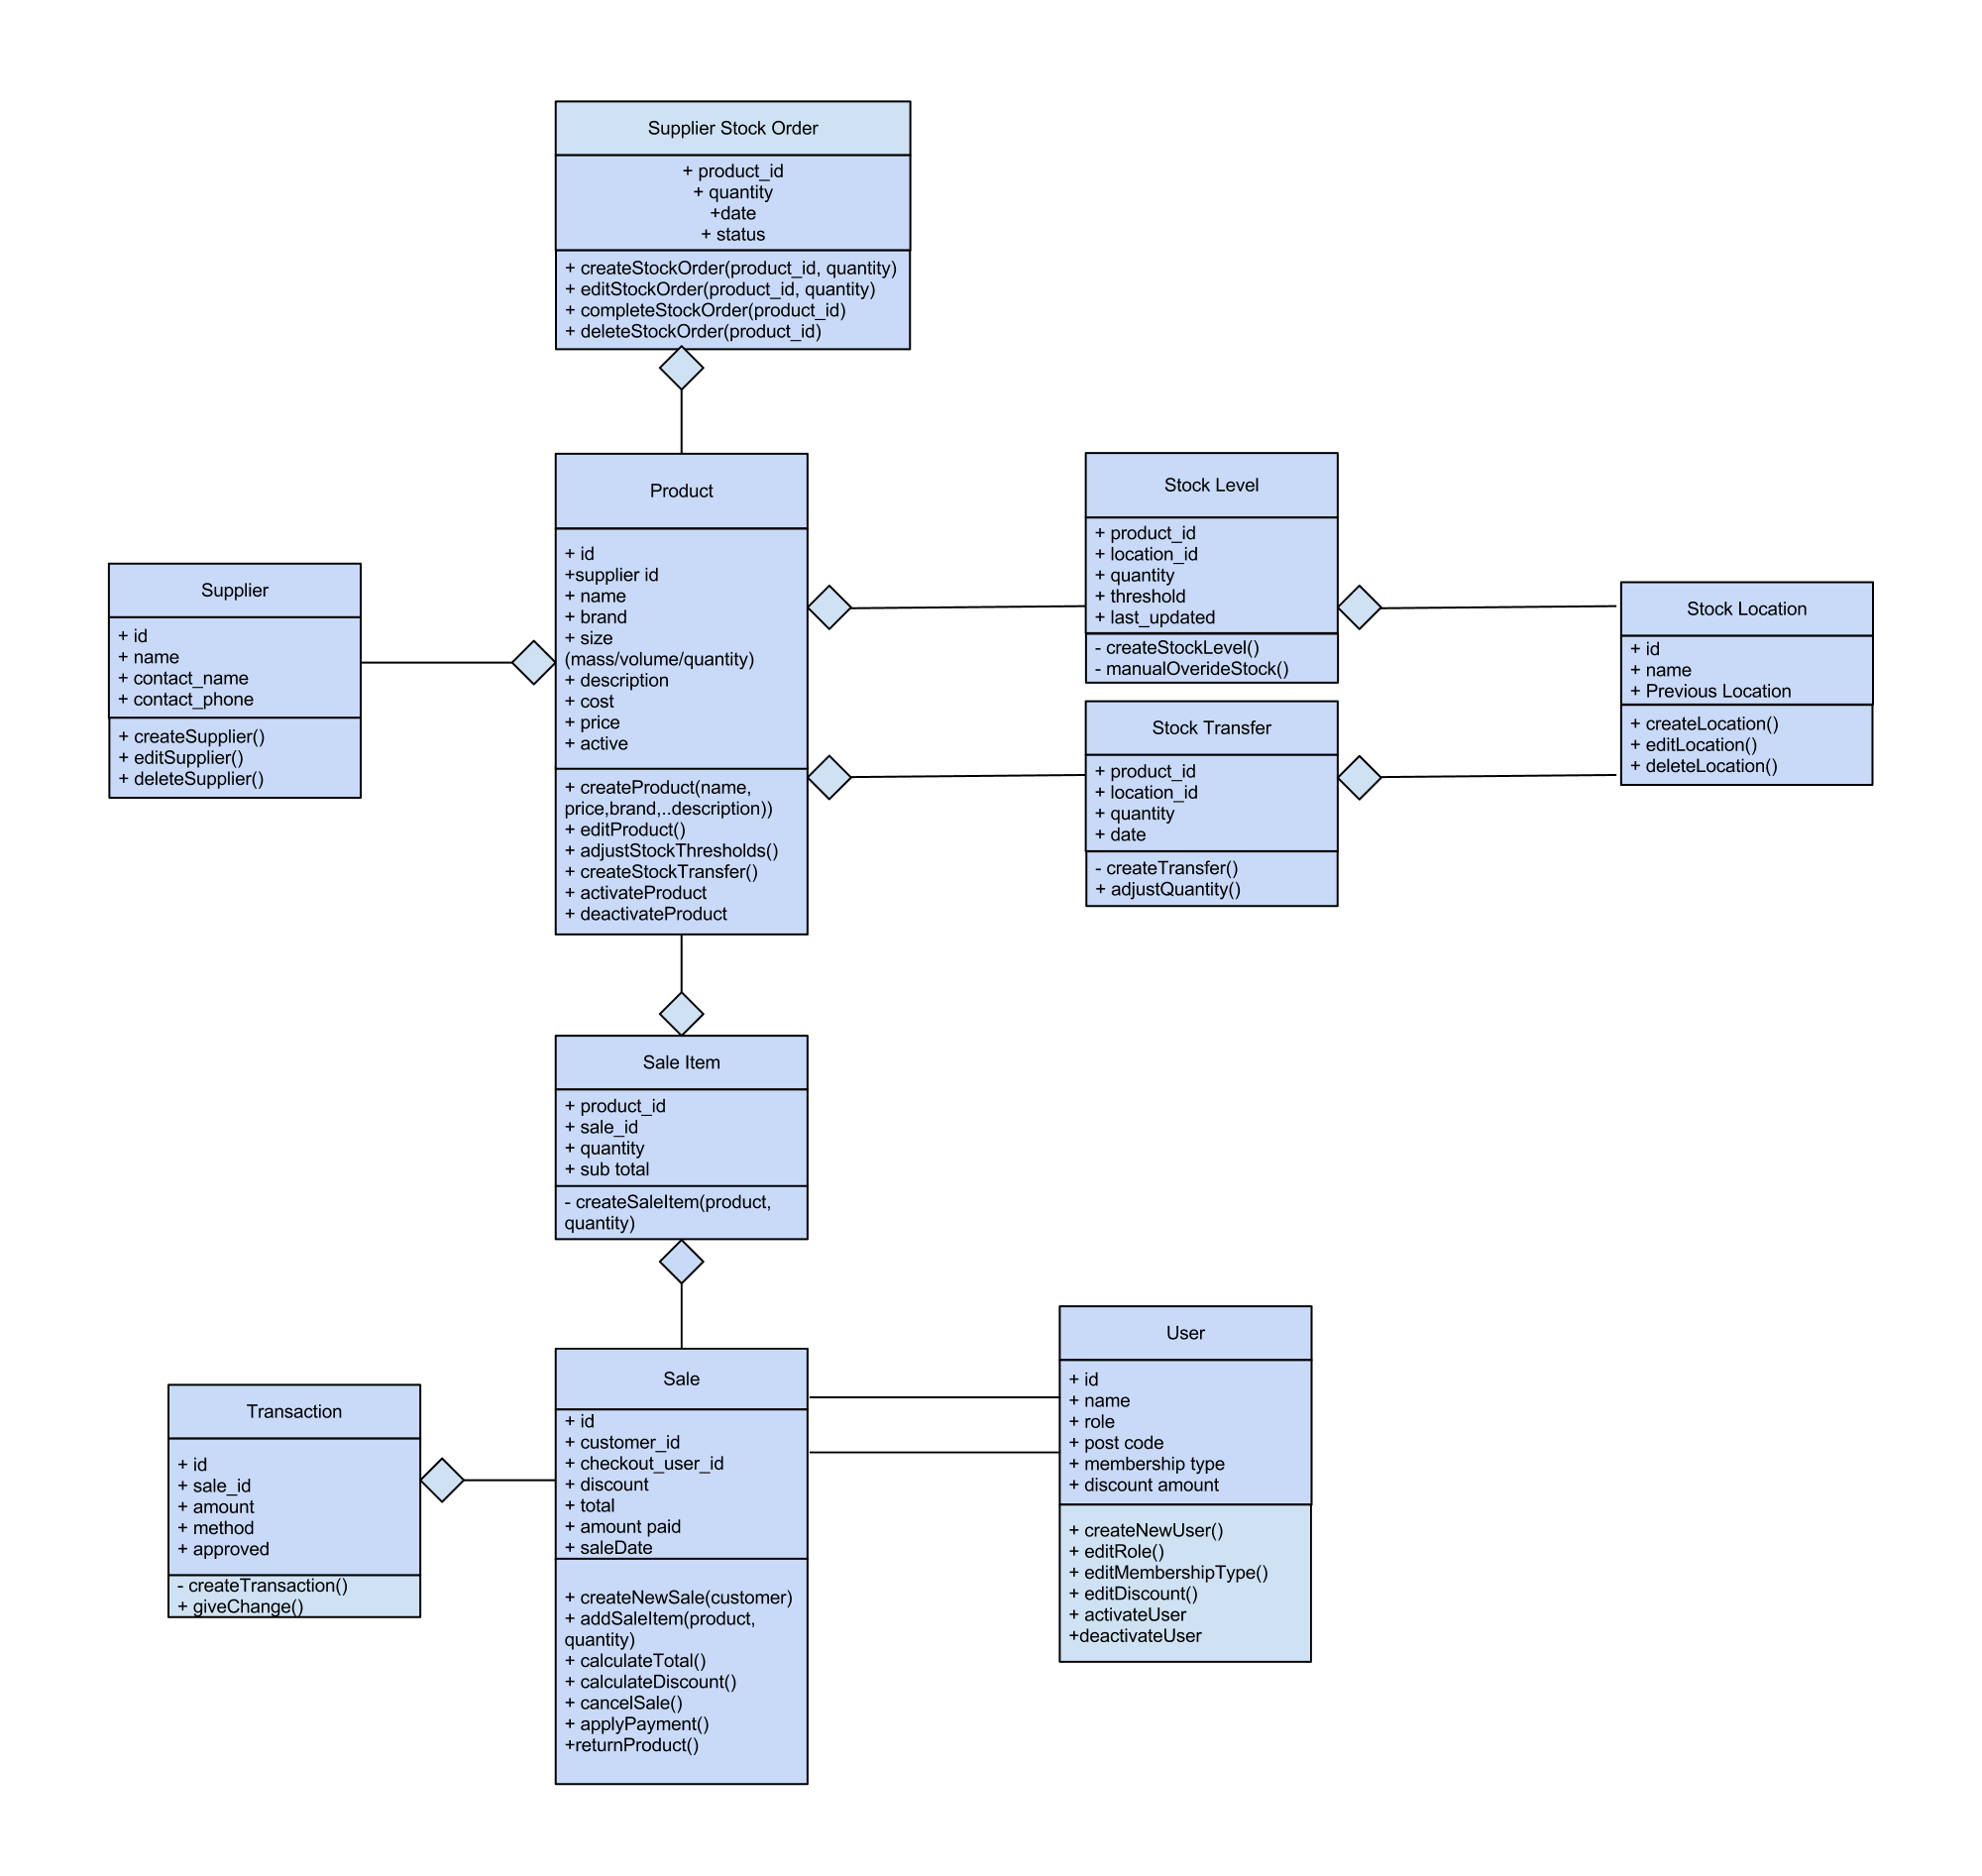 Supplier Stock Order
+ product_id
+ quantity
+date
+ status
+ createStockOrder(product_id, quantity)
+ editStockOrder(product_id, quantity)
+ completeStockOrder(product_id)
+ deleteStockOrder(product_id)
Product
+ id
+supplier id
+ name
+ brand
+ size
(mass/volume/quantity)
+ description
+ cost
+ price
+ active
+ createProduct(name,
price,brand,..description))
+ editProduct()
+ adjustStockThresholds()
+ createStockTransfer()
+ activateProduct
+ deactivateProduct
Stock Level
+ product_id
+ location_id
+ quantity
+ threshold
+ last_updated
- createStockLevel()
- manualOverideStock()
Supplier
+ id
+ name
+ contact_name
+ contact_phone
+ createSupplier()
+ editSupplier()
+ deleteSupplier()
Stock Location
+ id
+ name
+ Previous Location
+ createLocation()
+ editLocation()
+ deleteLocation()
Stock Transfer
+ product_id
+ location_id
+ quantity
+ date
- createTransfer()
+ adjustQuantity()
Sale Item
+ product_id
+ sale_id
+ quantity
+ sub total
- createSaleItem(product,
quantity)
Sale
+ id
+ customer_id
+ checkout_user_id
+ discount
+ total
+ amount paid
+ saleDate
+ createNewSale(customer)
+ addSaleItem(product,
quantity)
+ calculateTotal()
+ calculateDiscount()
+ cancelSale()
+ applyPayment()
+returnProduct()
User
+ id
+ name
+ role
+ post code
+ membership type
+ discount amount
+ createNewUser()
+ editRole()
+ editMembershipType()
+ editDiscount()
+ activateUser
+deactivateUser
Transaction
+ id
+ sale_id
+ amount
+ method
+ approved
- createTransaction()
+ giveChange()